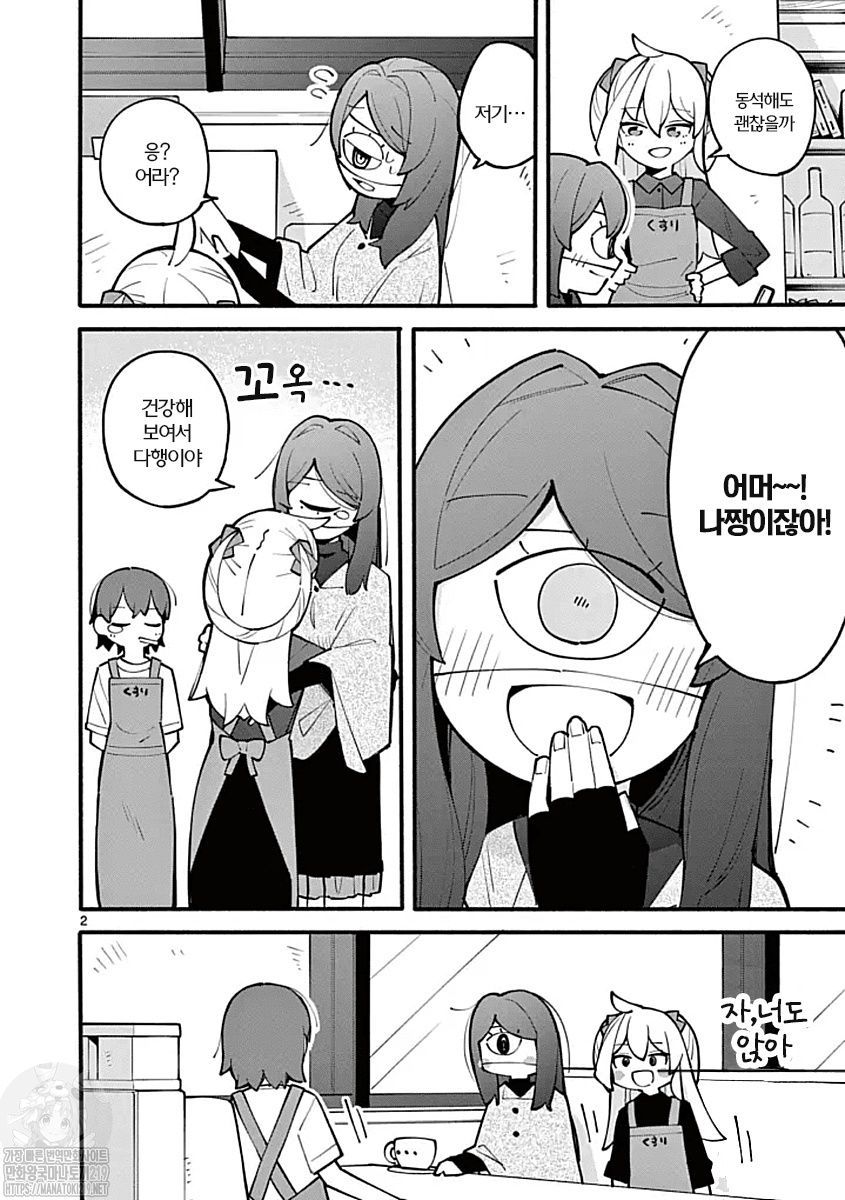 동석해도
괜찮을까
くすり
저기…
응?
어라?
어머~~!
나짱이잖아!
꼬옥…
건강해
보여서
다행이야
くすり
2
자,너도
앉아
くすり
가장 빠른 번역만화사이트
만화왕국마나토끼219
HTTPS://MANATOKI219.NET